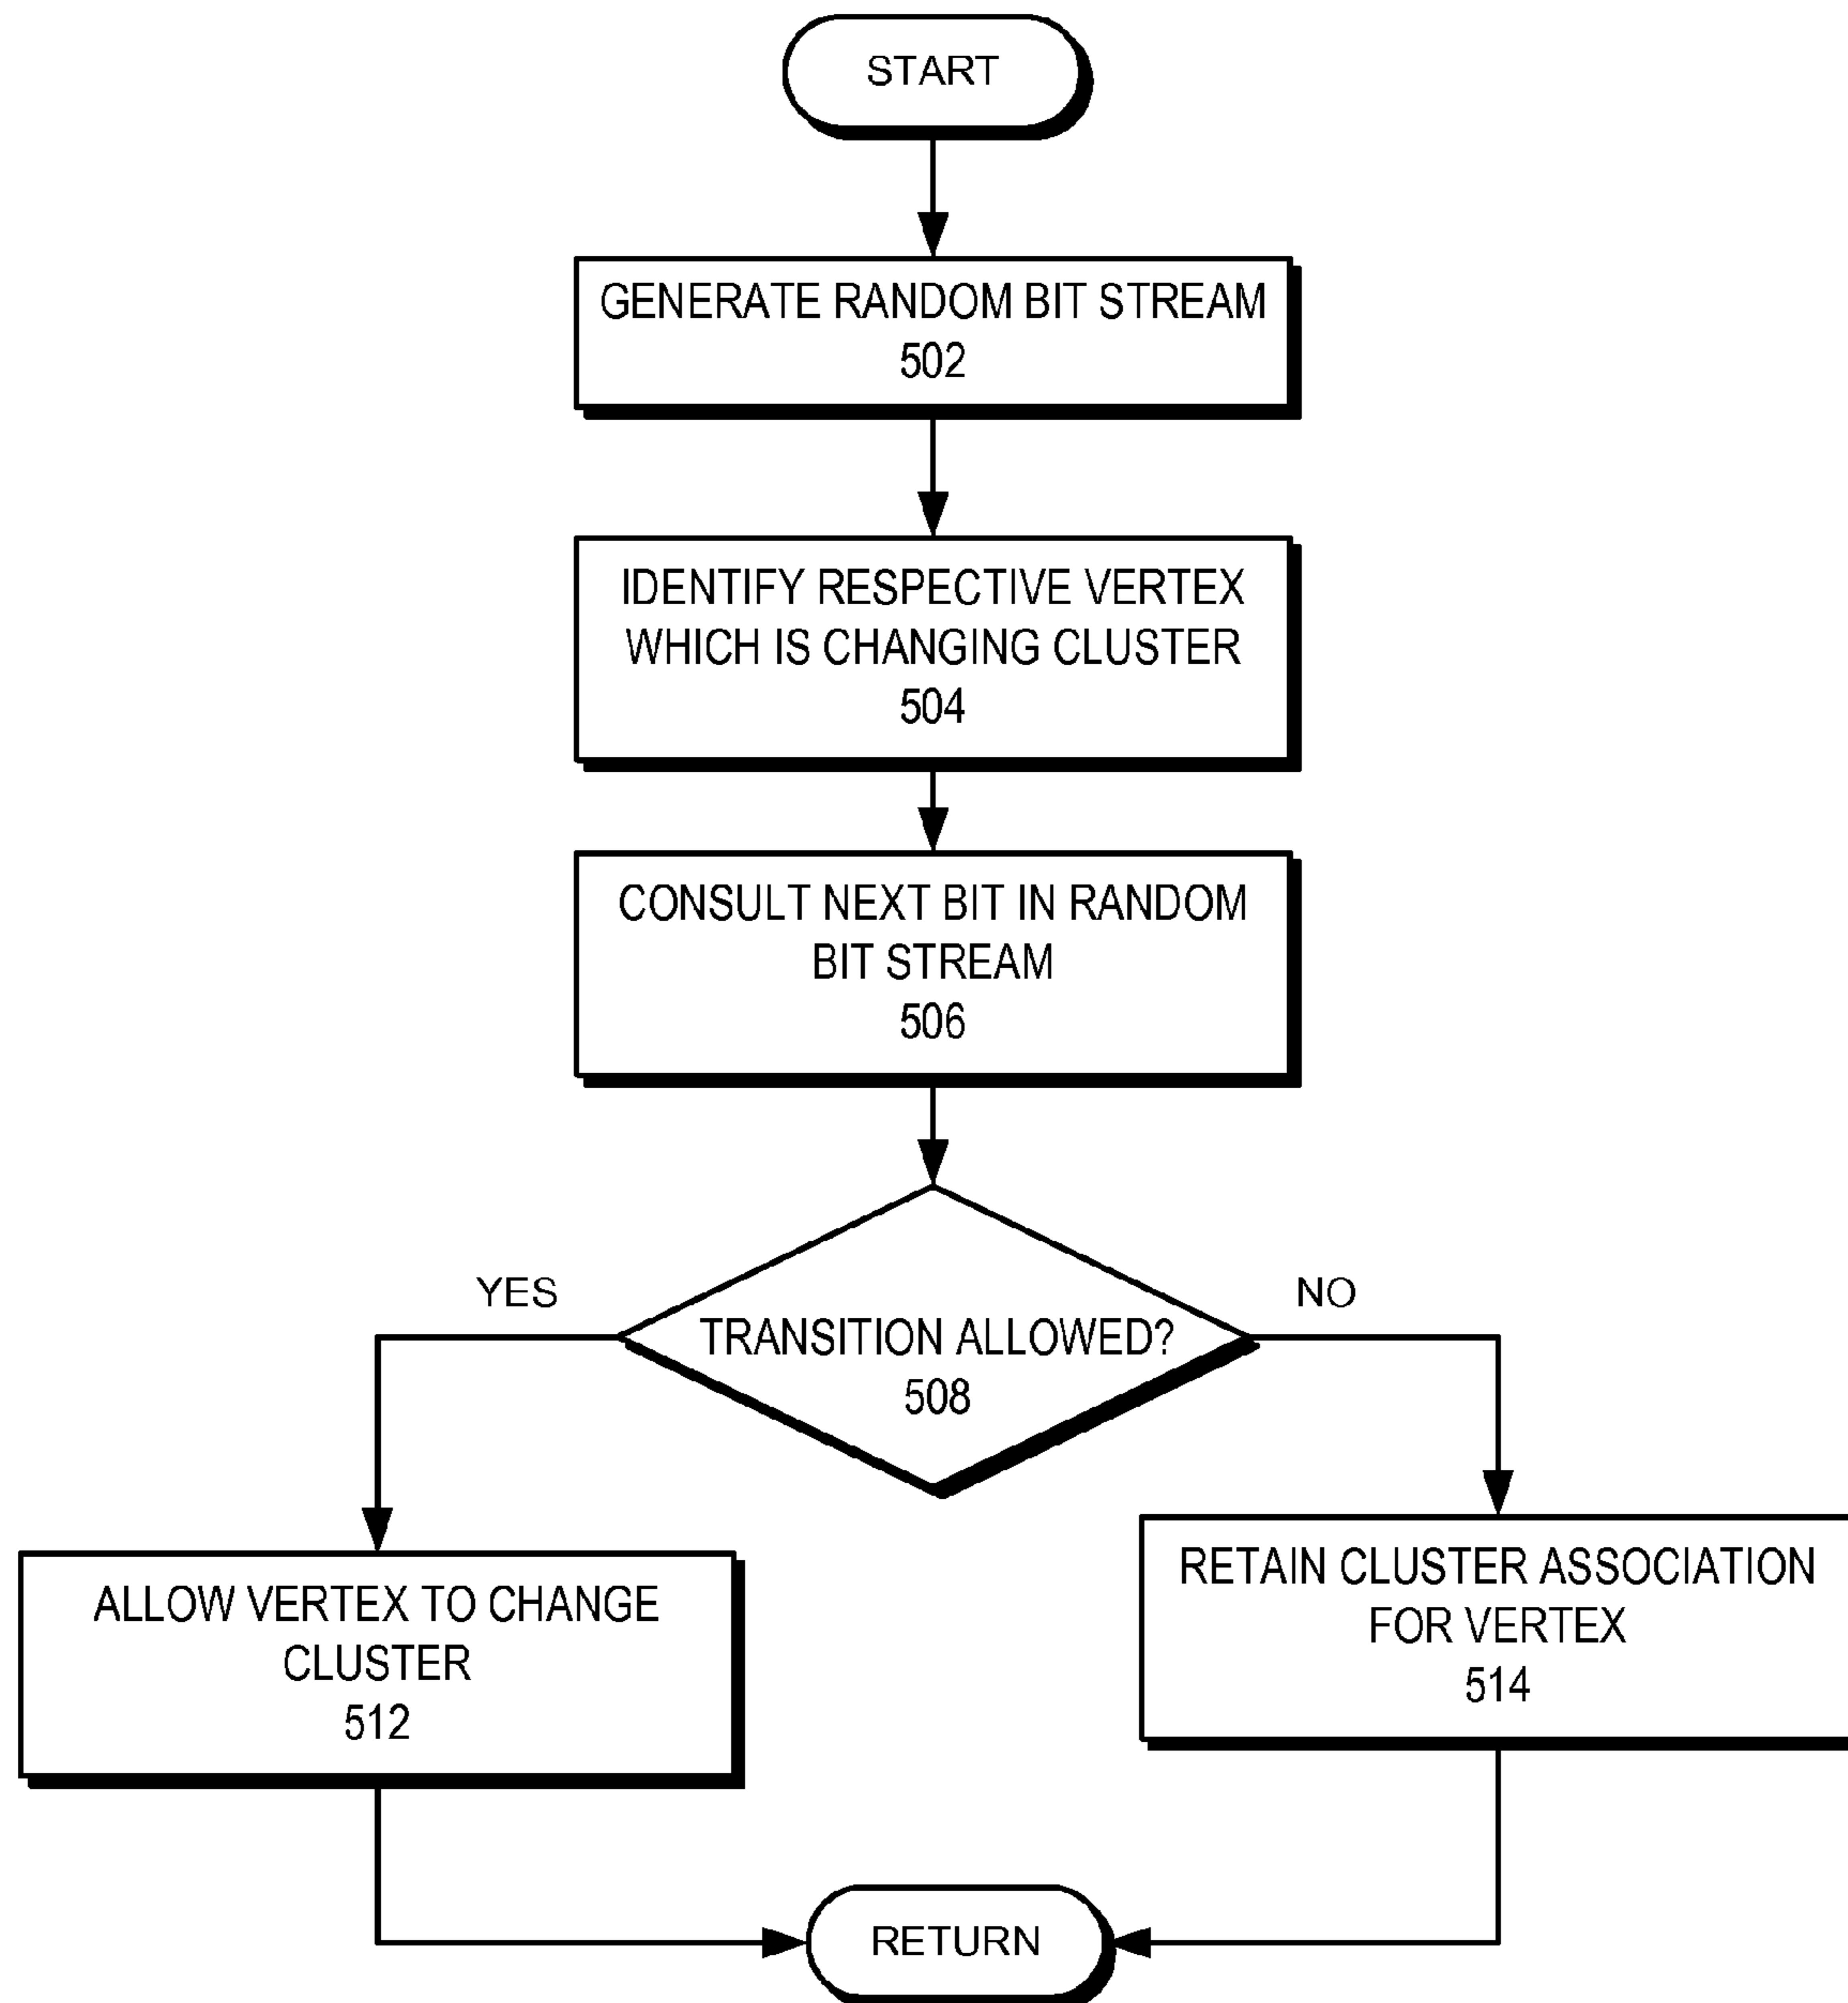 START
GENERATE RANDOM BIT STREAM
502
IDENTIFY RESPECTIVE VERTEX
WHICH IS CHANGING CLUSTER
504
CONSULT NEXT BIT IN RANDOM
BIT STREAM
506
YES
NO
TRANSITION ALLOWED?
508
ALLOW VERTEX TO CHANGE
CLUSTER
512
RETAIN CLUSTER ASSOCIATION
FOR VERTEX
514
RETURN